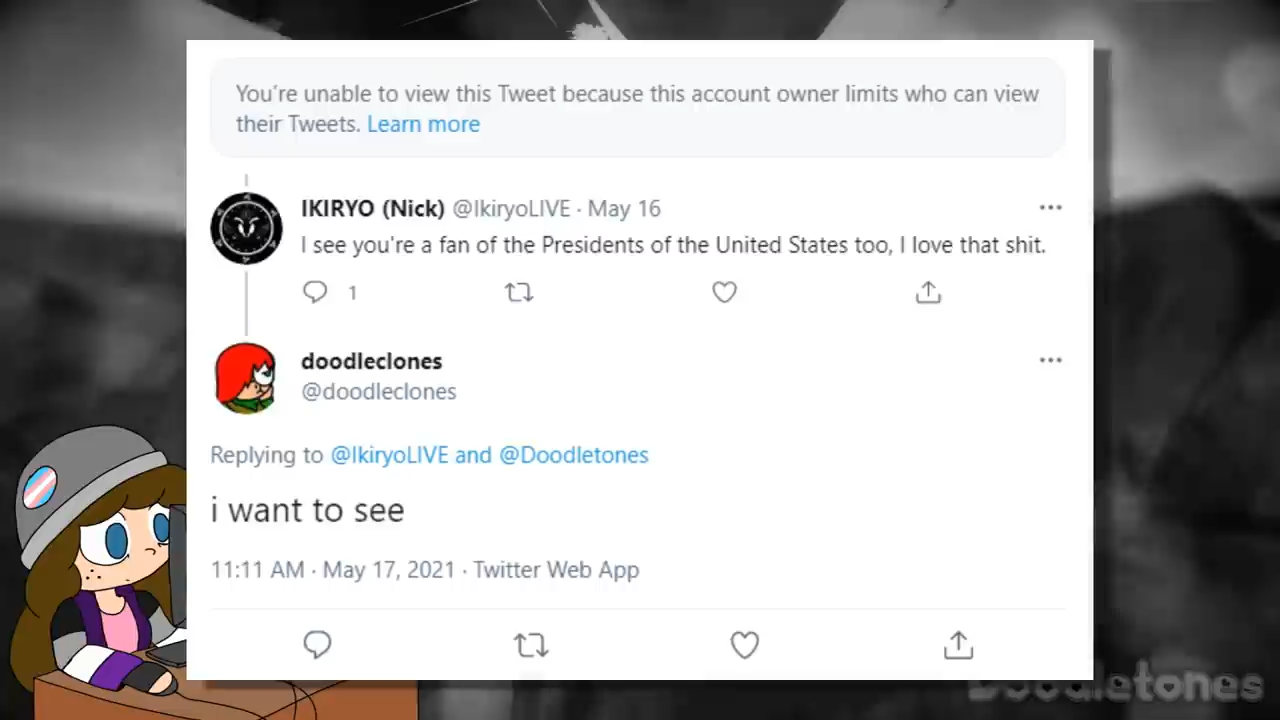 You're unable to view this Tweet because this account owner limits who can view
their Tweets. Learn more
IKIRYO (Nick) @IkiryoLIVE · May 16
I see you're a fan of the Presidents of the United States too, I love that shit.
1
doodleclones
@doodleclones
Replying to @IkiryoLIVE and @Doodletones
i want to see
11:11 AM · May 17, 2021 · Twitter Web App
Doodletones